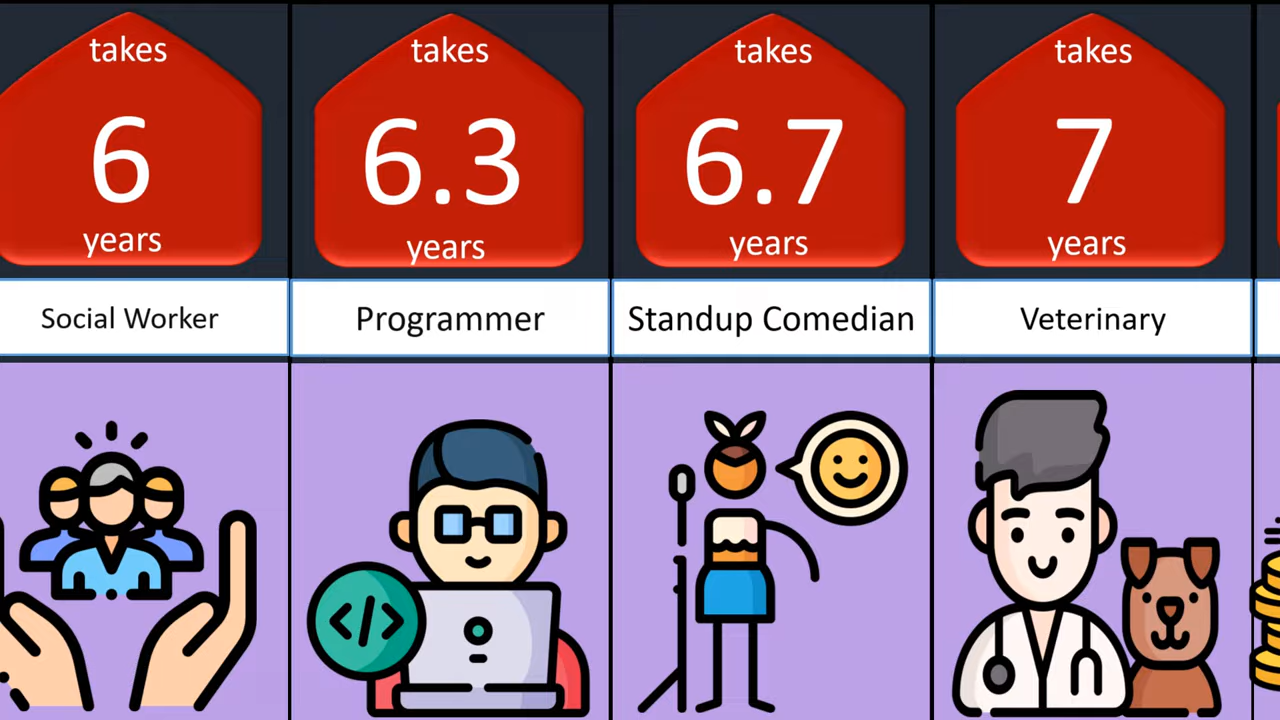 takes
6
years
Social Worker
takes
6.3
years
Programmer
takes
6.7
years
Standup Comedian
takes
7
years
Veterinary
</>